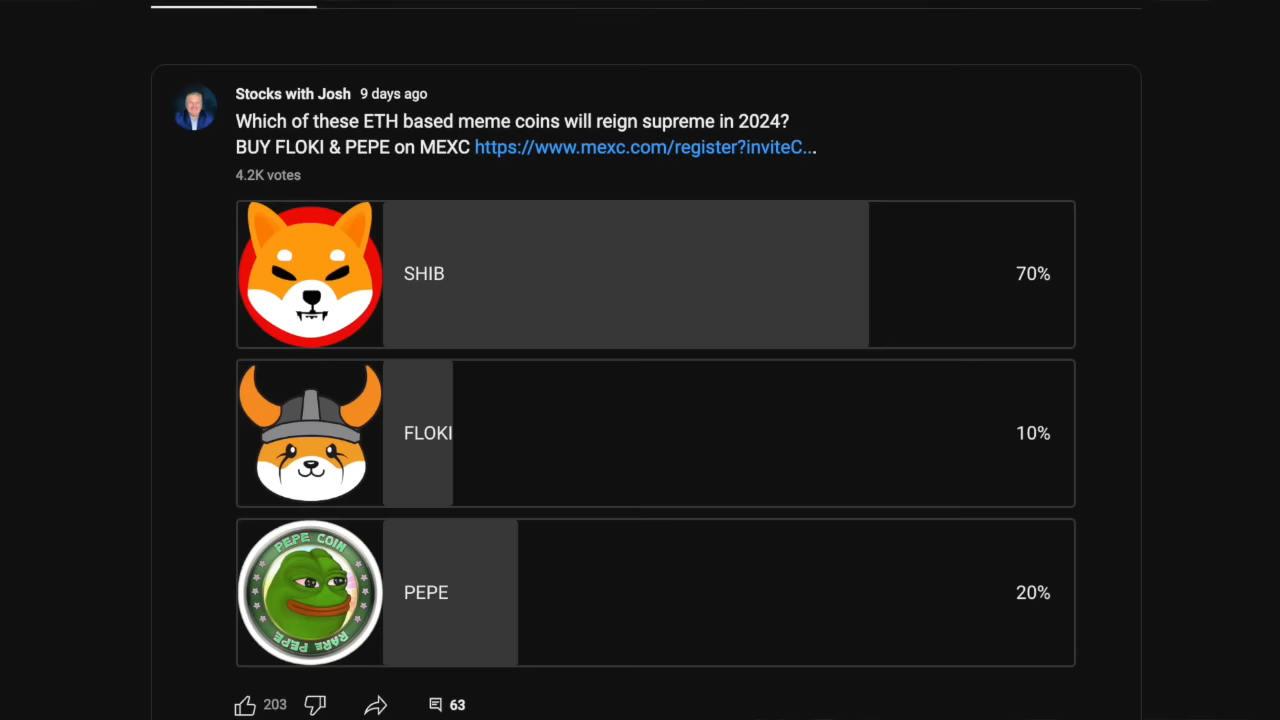 Stocks with Josh 9 days ago
Which of these ETH based meme coins will reign supreme in 2024?
BUY FLOKI & PEPE on MEXC https://www.mexc.com/register?inviteC...
4.2K votes
SHIB 70%
FLOKI 10%
PEPE COIN
PEPE 20%
RARE PEPE
203 63